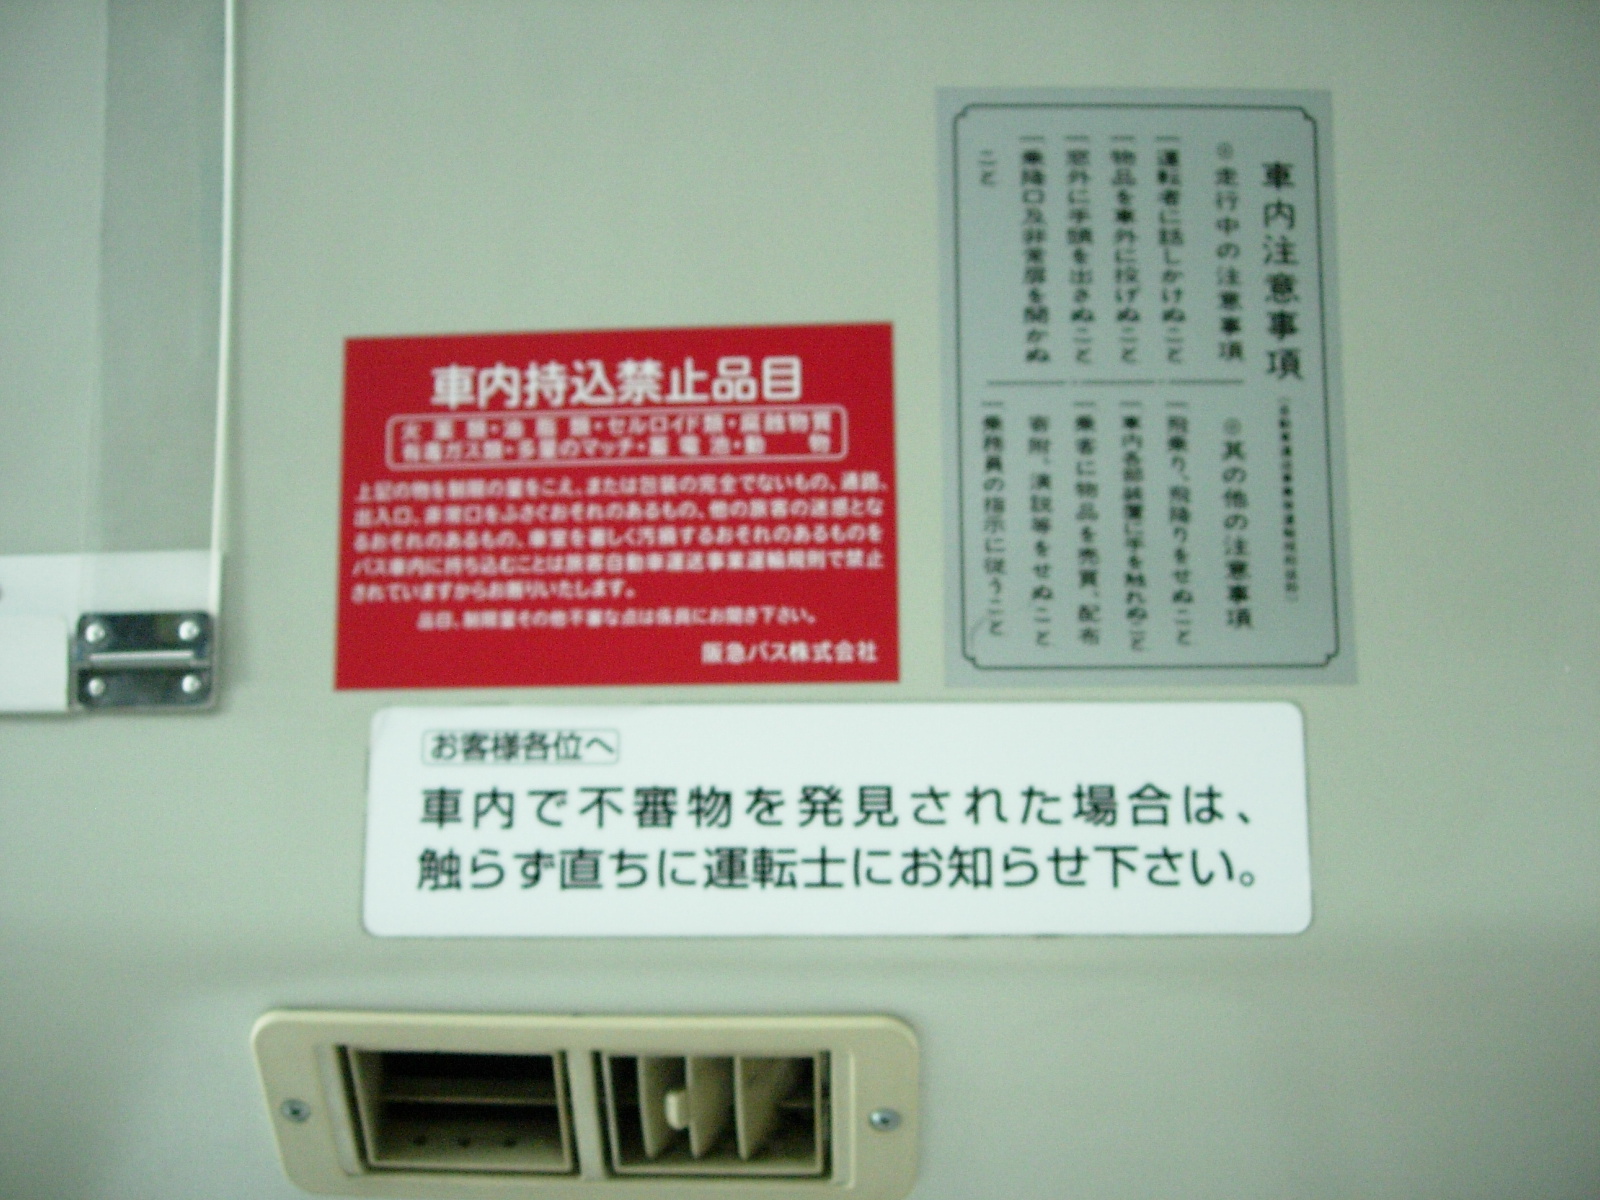 車内持込禁止品目
火薬類・油脂類・セルロイド類・腐蝕物質
有毒ガス類・多量のマッチ・蓄電池・動物
上記の物を制限の量をこえ、または包装の完全でないもの、通路、
出入口、非常口をふさぐおそれのあるもの、他の旅客の迷惑とな
るおそれのあるもの、車室を著しく汚損するおそれのあるものを
バス車内に持ち込むことは旅客自動車運送事業運輸規則で禁止
されていますからお断りいたします。
品目、制限量その他不審な点は係員にお聞き下さい。
阪急バス株式会社
車内注意事項
◎走行中の注意事項
一運転者に話しかけぬこと
一物品を車外に投げぬこと
一窓外に手頭を出さぬこと
一乗降口及非常扉を開かぬ
こと
◎其の他の注意事項
一飛乗り、飛降りをせぬこと
一車内各部装置に手を触れぬこと
一乗客に物品を売買、配布
寄附、演説等をせぬこと
一乗務員の指示に従うこと
お客様各位へ
車内で不審物を発見された場合は、
触らず直ちに運転士にお知らせ下さい。